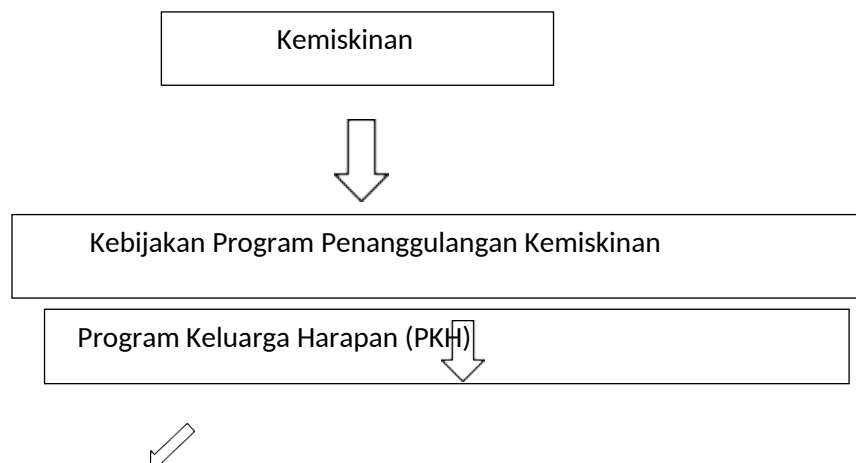 Kemiskinan
Kebijakan Program Penanggulangan Kemiskinan
Program Keluarga Harapan (PKH)